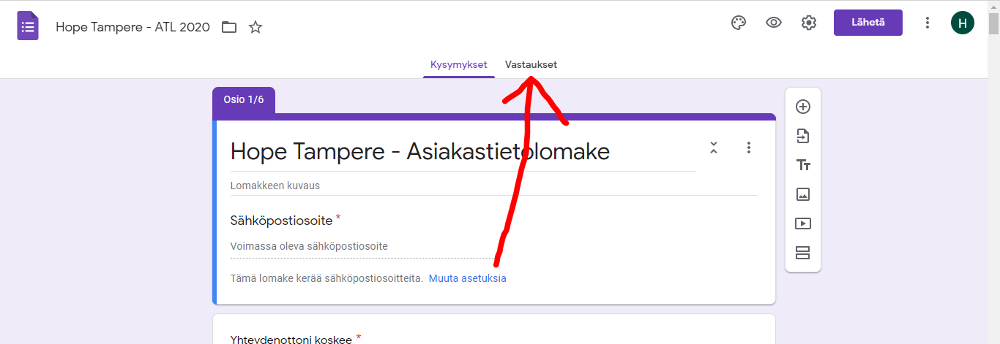 Hope Tampere - ATL 2020
Lähetä
H
Kysymykset Vastaukset
Osio 1/6
Hope Tampere - Asiakastietolomake
Lomakkeen kuvaus
Sähköpostiosoite *
Voimassa oleva sähköpostiosoite
Tämä lomake kerää sähköpostiosoitteita. Muuta asetuksia
Yhteydenottoni koskee *